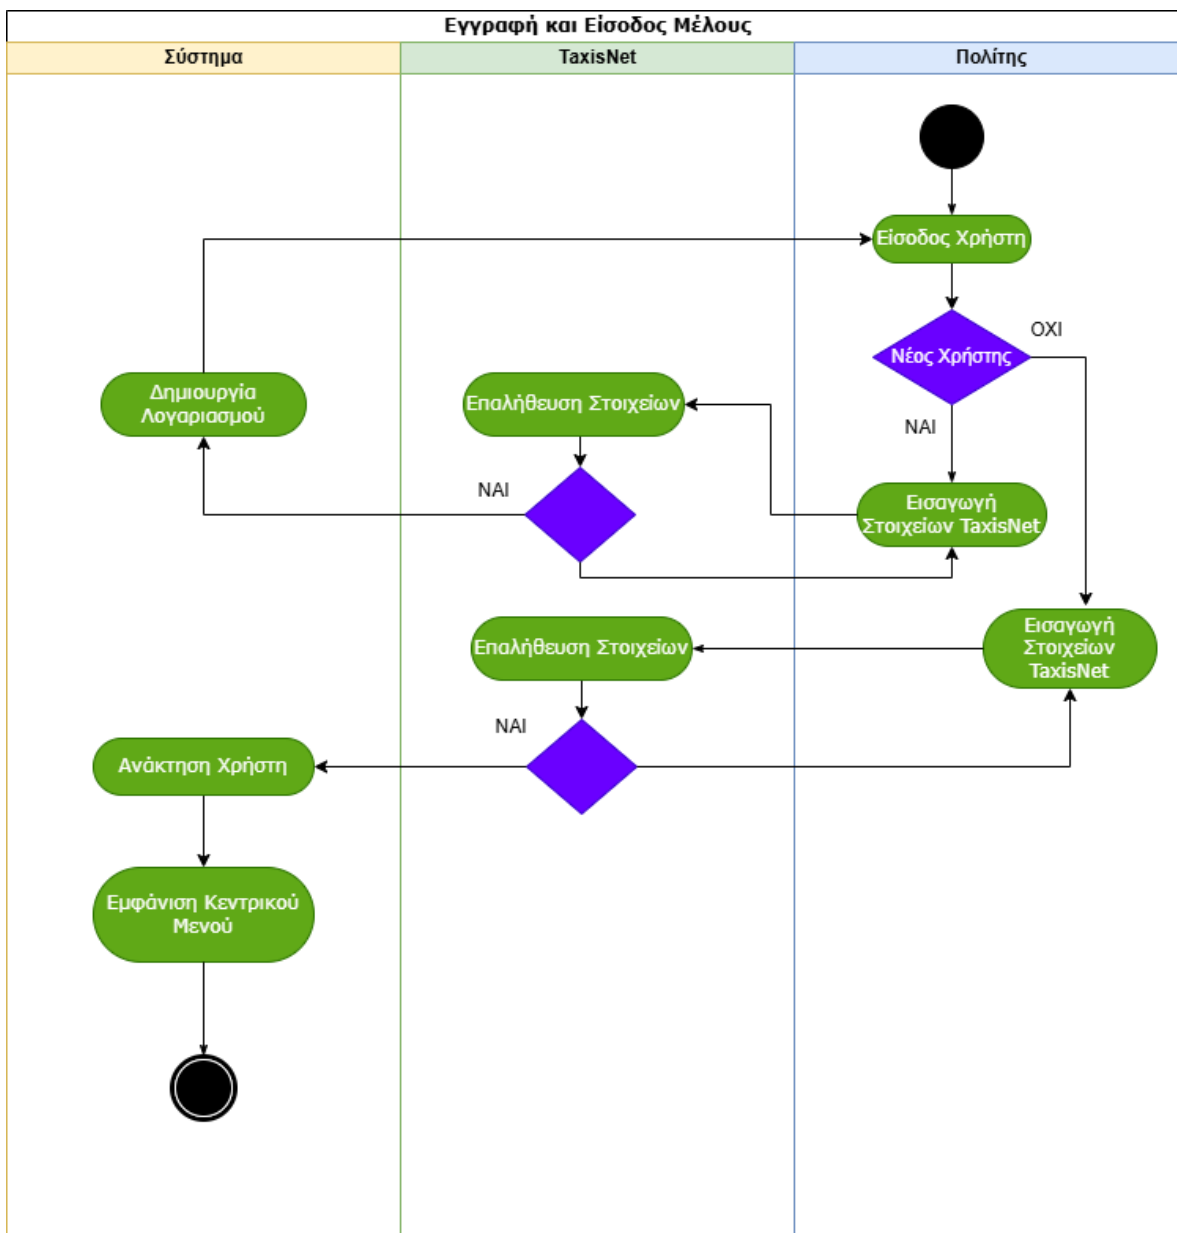 Εγγραφή και Είσοδος Μέλους
Σύστημα
TaxisNet
Πολίτης
Είσοδος Χρήστη
Νέος Χρήστης
ΟΧΙ
ΝΑΙ
Δημιουργία
Λογαριασμού
Επαλήθευση Στοιχείων
ΝΑΙ
Εισαγωγή
Στοιχείων TaxisNet
Επαλήθευση Στοιχείων
Εισαγωγή
Στοιχείων
TaxisNet
ΝΑΙ
Ανάκτηση Χρήστη
Εμφάνιση Κεντρικού
Μενού